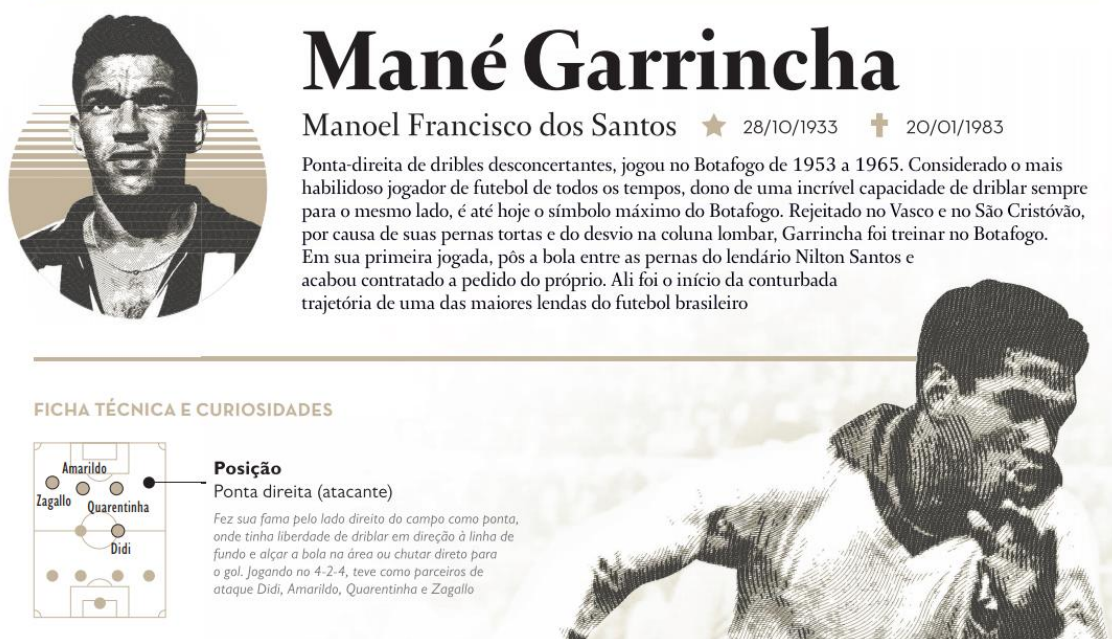 Mané Garrincha
Manoel Francisco dos Santos 28/10/1933 20/01/1983
Ponta-direita de dribles desconcertantes, jogou no Botafogo de 1953 a 1965. Considerado o mais
habilidoso jogador de futebol de todos os tempos, dono de uma incrível capacidade de driblar sempre
para o mesmo lado, é até hoje o símbolo máximo do Botafogo. Rejeitado no Vasco e no São Cristóvão,
por causa de suas pernas tortas e do desvio na coluna lombar, Garrincha foi treinar no Botafogo.
Em sua primeira jogada, pôs a bola entre as pernas do lendário Nilton Santos e
acabou contratado a pedido do próprio. Ali foi o início da conturbada
trajetória de uma das maiores lendas do futebol brasileiro
FICHA TÉCNICA E CURIOSIDADES
Amarildo
Zagallo
Quarentinha
Didi
Posição
Ponta direita (atacante)
Fez sua fama pelo lado direito do campo como ponta,
onde tinha liberdade de driblar em direção à linha de
fundo e alçar a bola na área ou chutar direto para
o gol. Jogando no 4-2-4, teve como parceiros de
ataque Didi, Amarildo, Quarentinha e Zagallo